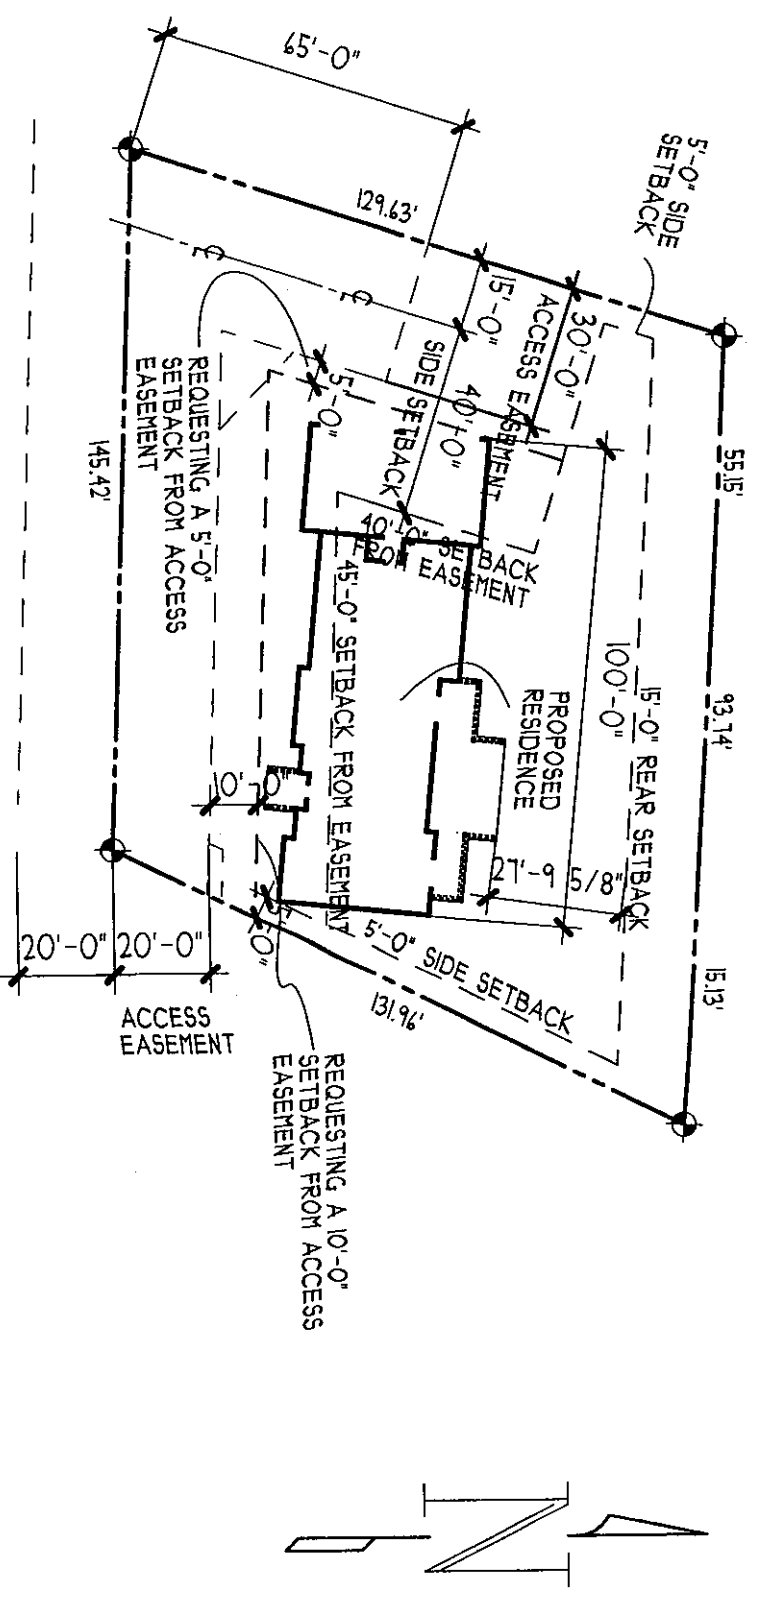 65'-0"
5'-0" SIDE
SETBACK
129.63'
15'-0"
30'-0"
ACCESS EASEMENT
40'-0"
SIDE SETBACK
5'-0"
REQUESTING A 5'-0"
SETBACK FROM ACCESS
EASEMENT
145.42'
55.15'
93.74'
15.13'
100'-0"
15'-0" REAR SETBACK
40'-0" SETBACK
FROM EASEMENT
45'-0" SETBACK FROM EASEMENT
PROPOSED
RESIDENCE
27'-9 5/8"
5'-0" SIDE SETBACK
131.96'
20'-0"
20'-0"
ACCESS
EASEMENT
REQUESTING A 10'-0"
SETBACK FROM ACCESS
EASEMENT
N